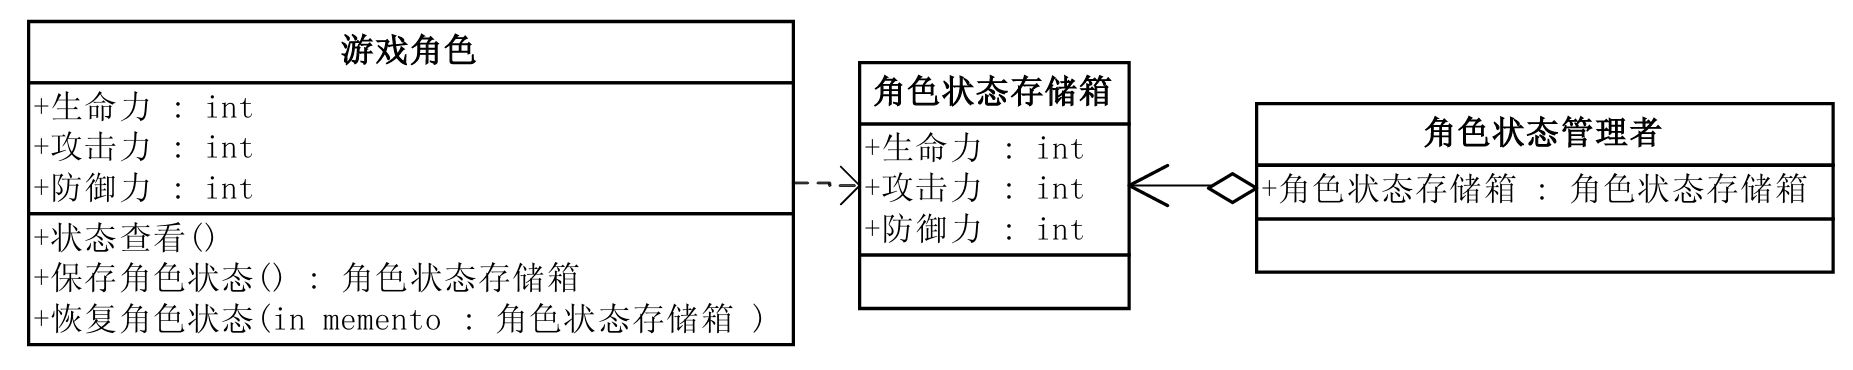 游戏角色
+生命力 : int
+攻击力 : int
+防御力 : int
+状态查看()
+保存角色状态() : 角色状态存储箱
+恢复角色状态(in memento : 角色状态存储箱 )
角色状态存储箱
+生命力 : int
+攻击力 : int
+防御力 : int
角色状态管理者
+角色状态存储箱 : 角色状态存储箱